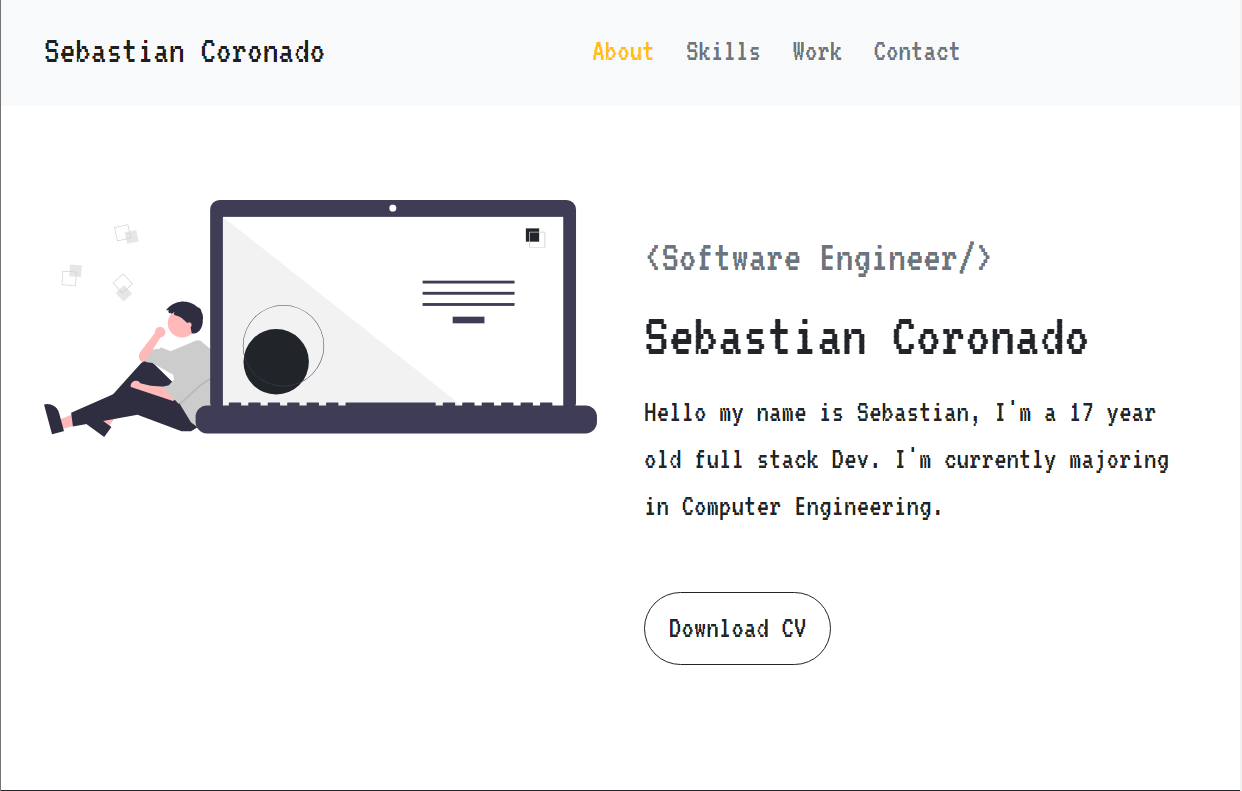 Sebastian Coronado
About Skills Work Contact
<Software Engineer/>
Sebastian Coronado
Hello my name is Sebastian, I'm a 17 year
old full stack Dev. I'm currently majoring
in Computer Engineering.
Download CV